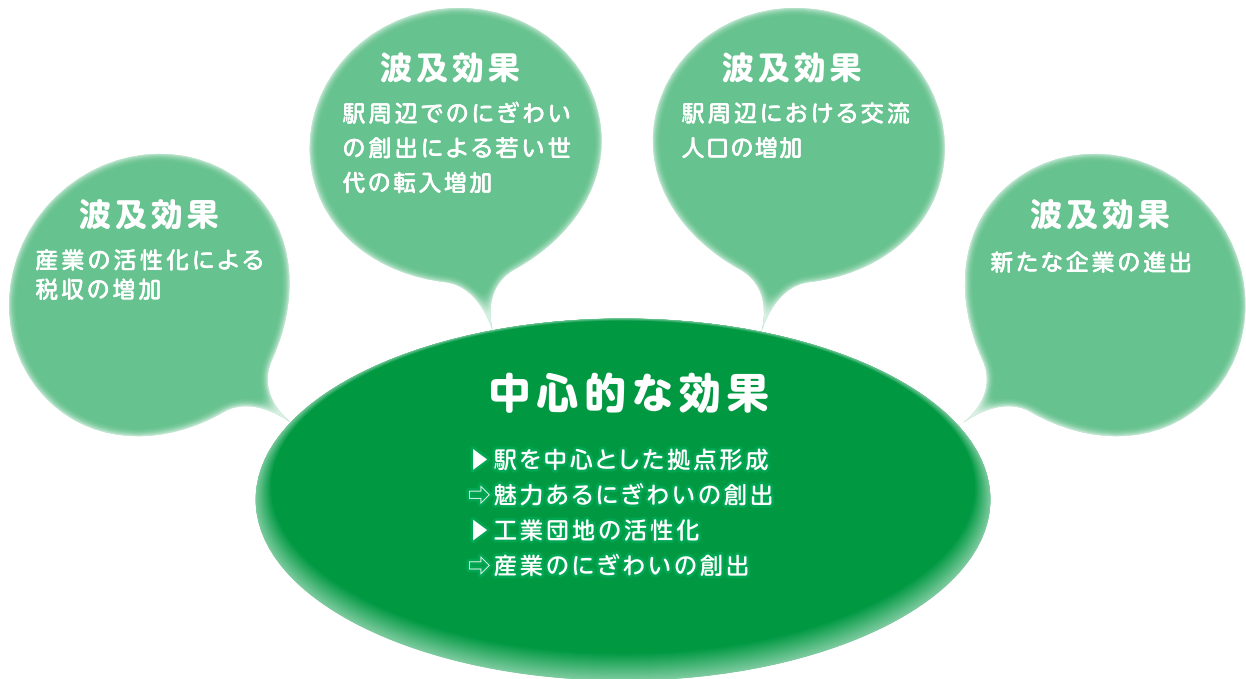 波及効果
産業の活性化による
税収の増加
波及効果
駅周辺でのにぎわい
の創出による若い世
代の転入増加
波及効果
駅周辺における交流
人口の増加
波及効果
新たな企業の進出
中心的な効果
▶駅を中心とした拠点形成
⇨魅力あるにぎわいの創出
▶工業団地の活性化
⇨産業のにぎわいの創出